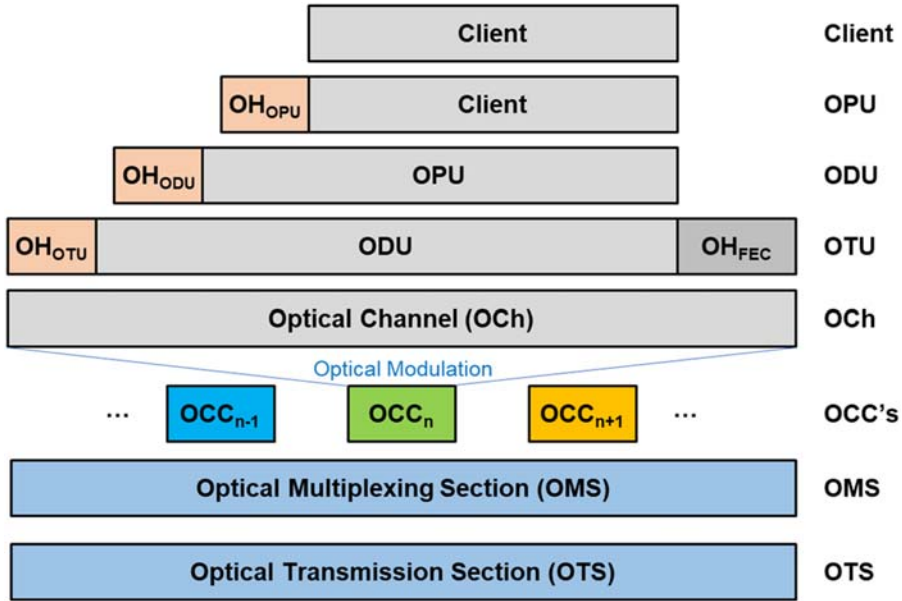 Client Client
OH_OPU Client OPU
OH_ODU OPU ODU
OH_OTU ODU OH_FEC OTU
Optical Channel (OCh) OCh
Optical Modulation
... OCC_n-1 OCC_n OCC_n+1 ... OCC's
Optical Multiplexing Section (OMS) OMS
Optical Transmission Section (OTS) OTS